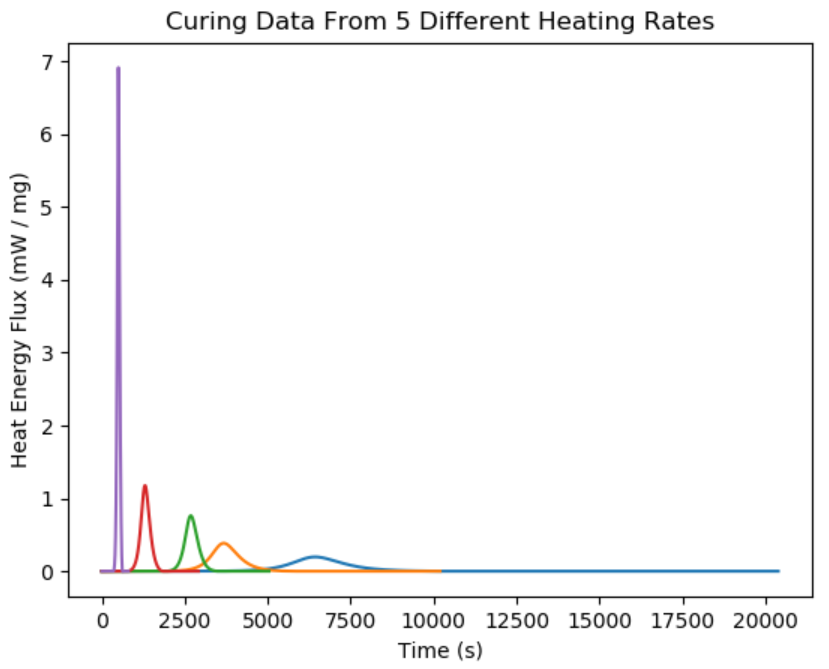 Curing Data From 5 Different Heating Rates
7
6
5
4
3
2
1
0
Heat Energy Flux (mW / mg)
0 2500 5000 7500 10000 12500 15000 17500 20000
Time (s)